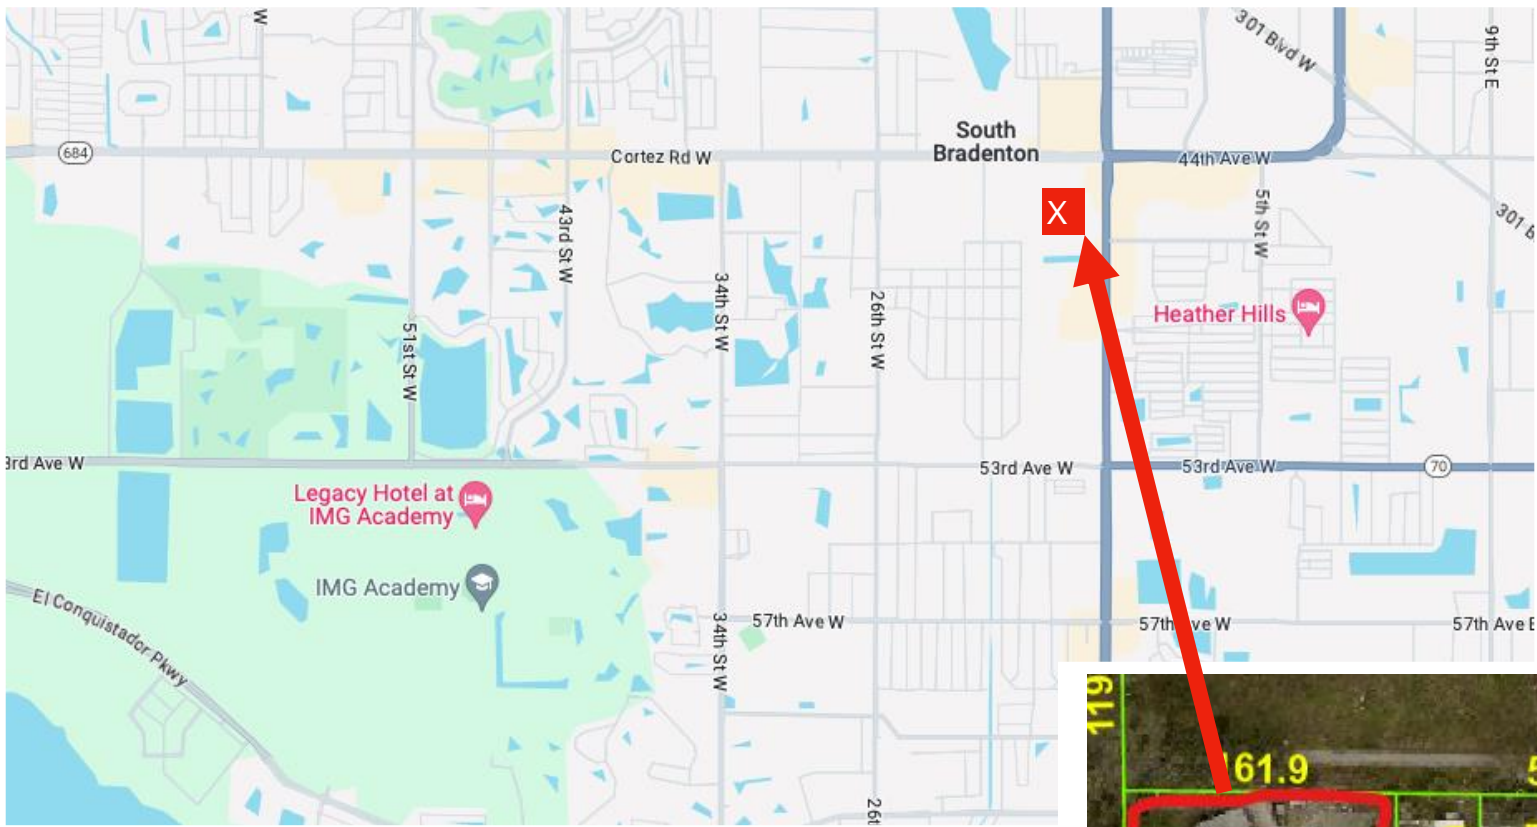 W
301 Blvd W
9th St E
684
Cortez Rd W
South
Bradenton
44th Ave W
X
43rd St W
5th St W
301 B
34th St W
26th St W
51st St W
Heather Hills
3rd Ave W
53rd Ave W
53rd Ave W
70
Legacy Hotel at
IMG Academy
IMG Academy
El Conquistador Pkwy
34th St W
57th Ave W
57th Ave W
57th Ave E
119
161.9
5
26t